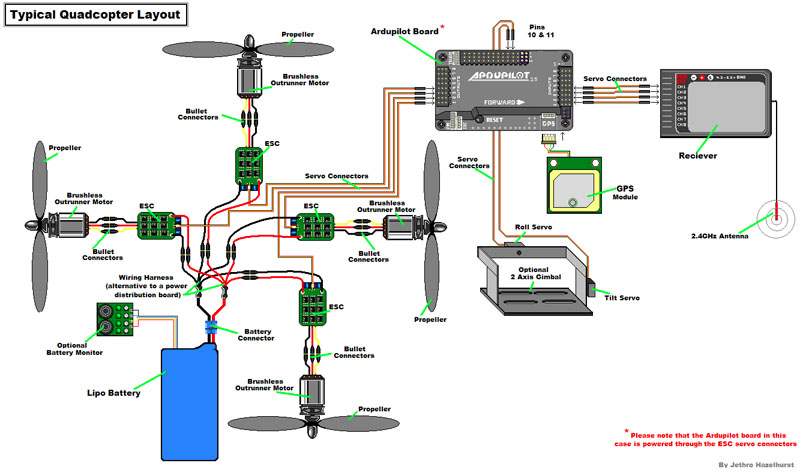 Typical Quadcopter Layout
Propeller
Brushless
Outrunner Motor
Bullet
Connectors
ESC
Ardupilot Board *
Pins
10 & 11
ARDUPILOT
2.5
FORWARD
RESET
GPS
Servo Connectors
CH1
CH2
Reciever
Servo
Connectors
GPS
Module
2.4GHz Antenna
Roll Servo
Optional
2 Axis Gimbal
Tilt Servo
Servo Connectors
Propeller
Brushless
Outrunner Motor
ESC
Bullet
Connectors
ESC
Brushless
Outrunner Motor
Bullet
Connectors
Propeller
Wiring Harness
(alternative to a power
distribution board)
ESC
Optional
Battery Monitor
Battery
Connector
Bullet
Connectors
Lipo Battery
Brushless
Outrunner Motor
Propeller
* Please note that the Ardupilot board in this
case is powered through the ESC servo connectors
By Jethro Hazelhurst